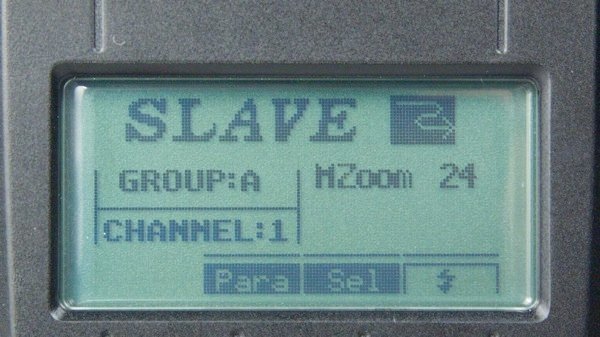 SLAVE
GROUP:A
MZoom 24
CHANNEL:1
Para Sel